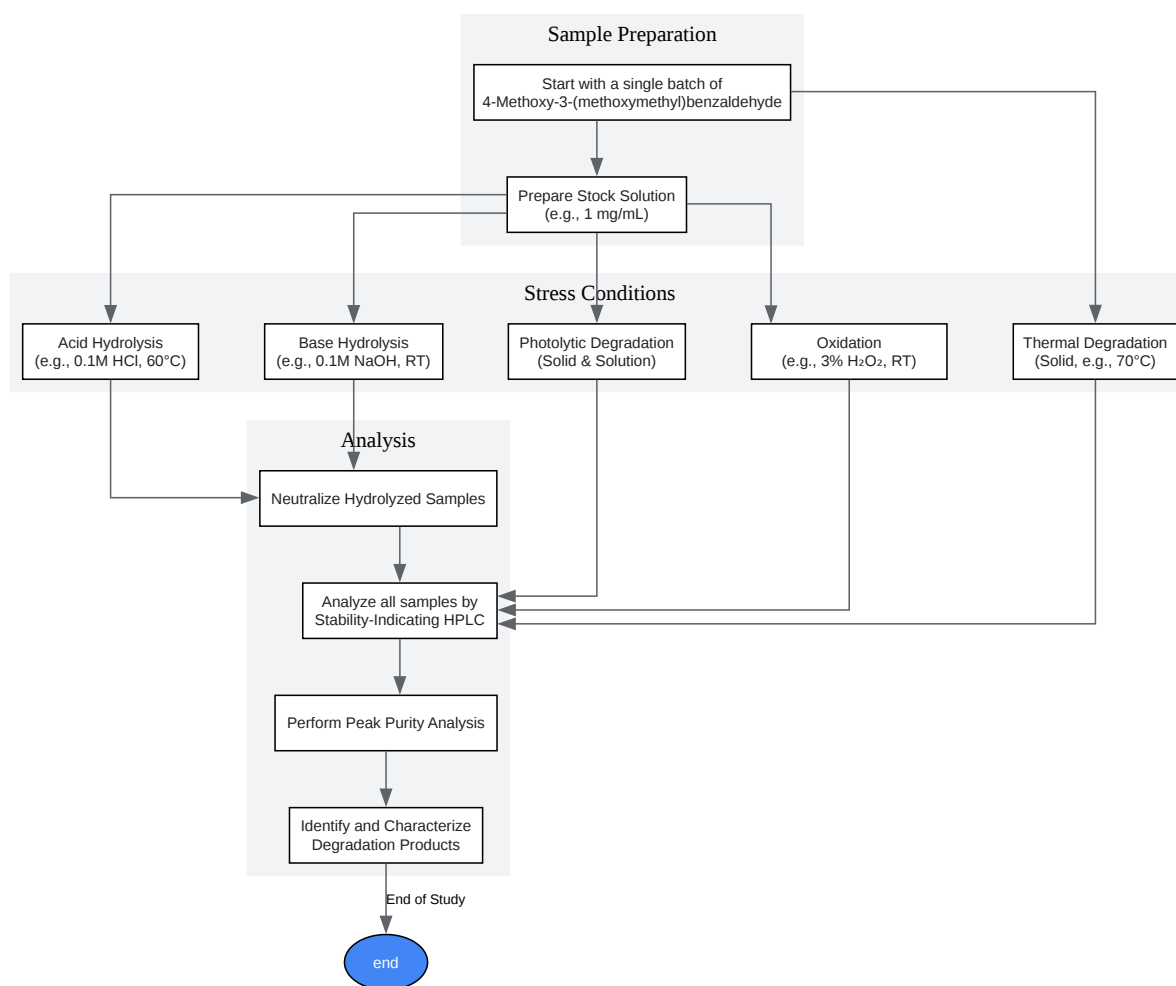 Sample Preparation
Start with a single batch of
4-Methoxy-3-(methoxymethyl)benzaldehyde
Prepare Stock Solution
(e.g., 1 mg/mL)
Stress Conditions
Acid Hydrolysis
(e.g., 0.1M HCl, 60°C)
Base Hydrolysis
(e.g., 0.1M NaOH, RT)
Photolytic Degradation
(Solid & Solution)
Oxidation
(e.g., 3% H₂O₂, RT)
Thermal Degradation
(Solid, e.g., 70°C)
Analysis
Neutralize Hydrolyzed Samples
Analyze all samples by
Stability-Indicating HPLC
Perform Peak Purity Analysis
Identify and Characterize
Degradation Products
End of Study
end